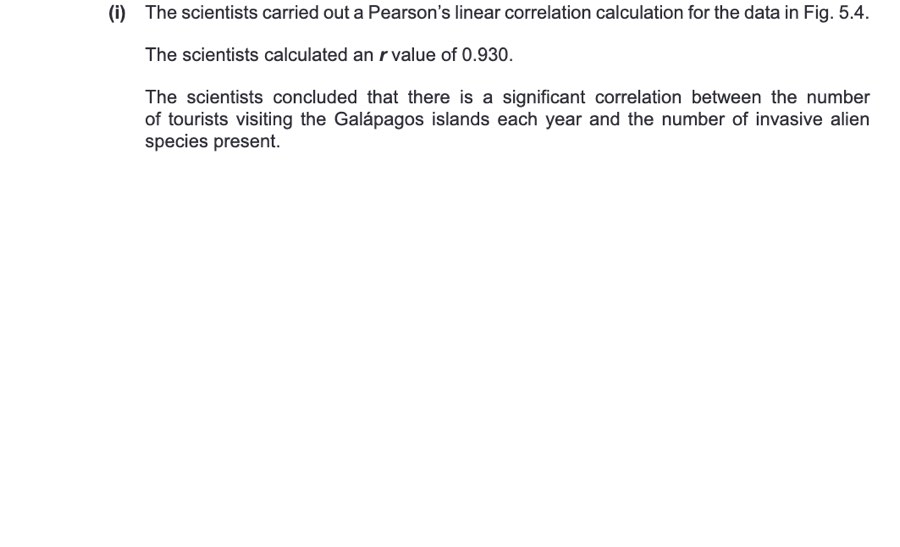 (i) The scientists carried out a Pearson's linear correlation calculation for the data in Fig. 5.4.
The scientists calculated an r value of 0.930.
The scientists concluded that there is a significant correlation between the number
of tourists visiting the Galápagos islands each year and the number of invasive alien
species present.